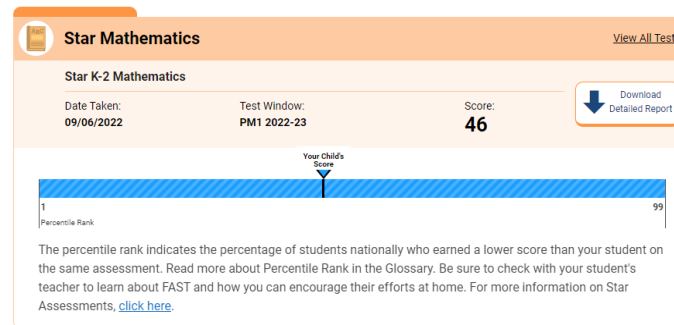 ABC
Star Mathematics
View All Test
Star K-2 Mathematics
Date Taken:
Test Window:
Score:
09/06/2022
PM1 2022-23
46
Download
Detailed Report
Your Child's
Score
1
99
Percentile Rank
The percentile rank indicates the percentage of students nationally who earned a lower score than your student on
the same assessment. Read more about Percentile Rank in the Glossary. Be sure to check with your student's
teacher to learn about FAST and how you can encourage their efforts at home. For more information on Star
Assessments, click here.